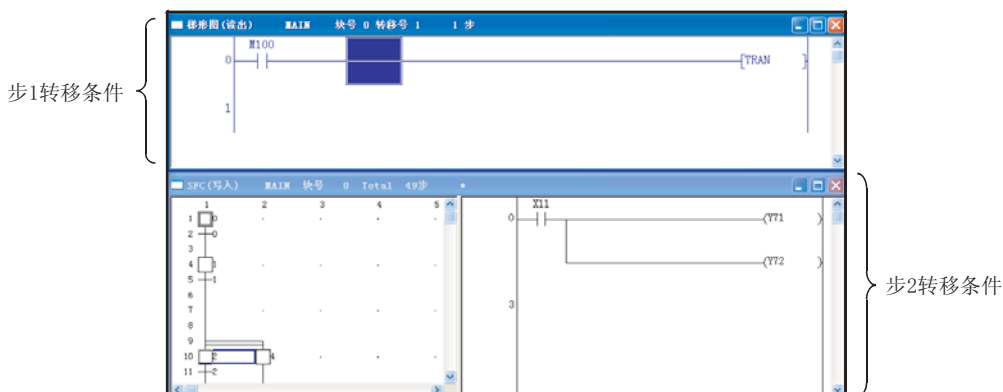 梯形图(读出) MAIN 块号 0 转移号 1 1 步
M100
0
[TRAN ]
1
步1转移条件
SFC(写入) MAIN 块号 0 Total 49步 *
1 2 3 4 5
1 0
2 0
3
4 1
5 1
6
7
8
9
10 2 4
11 2
X11
0
(Y71 )
(Y72 )
3
步2转移条件